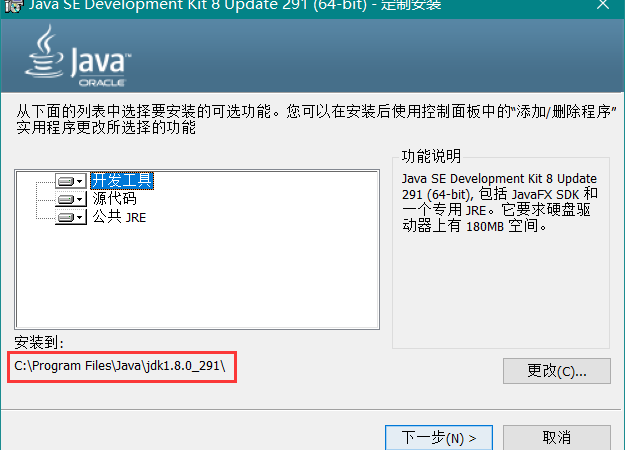 Java SE Development Kit 8 Update 291 (64-bit) - 定制安装
Java™
ORACLE
从下面的列表中选择要安装的可选功能。您可以在安装后使用控制面板中的“添加/删除程序”
实用程序更改所选择的功能
开发工具
源代码
公共 JRE
功能说明
Java SE Development Kit 8 Update
291 (64-bit), 包括 JavaFX SDK 和
一个专用 JRE。它要求硬盘驱
动器上有 180MB 空间。
安装到:
C:\Program Files\Java\jdk1.8.0_291\
更改(C)...
下一步(N) >
取消